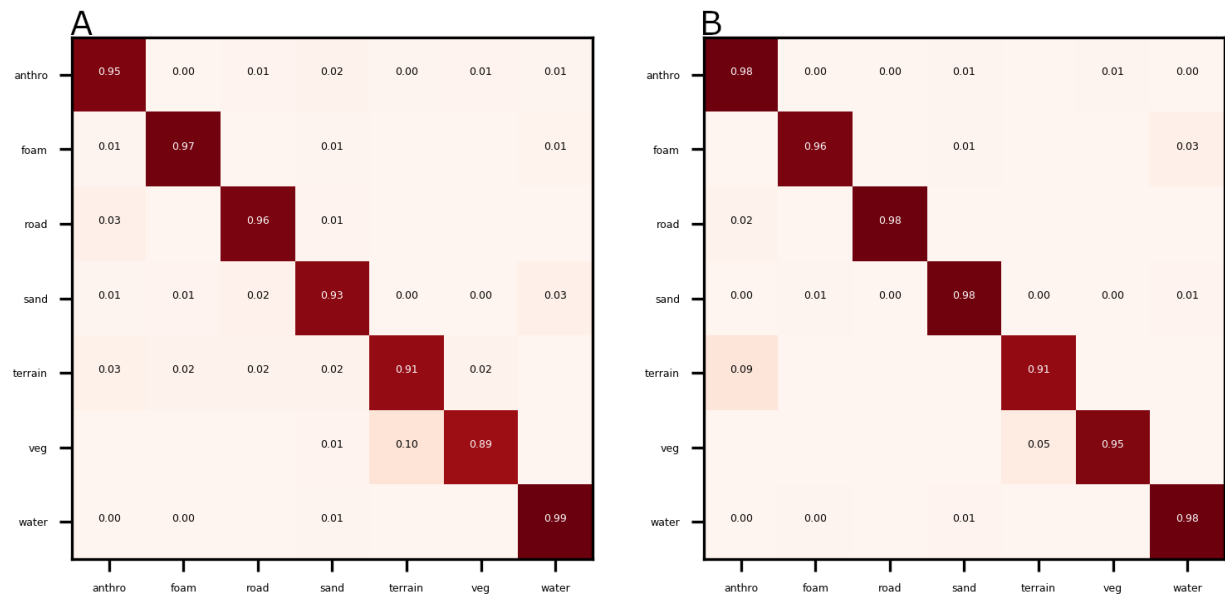 A
anthro 0.95 0.00 0.01 0.02 0.00 0.01 0.01
foam 0.01 0.97 0.01 0.01
road 0.03 0.96 0.01
sand 0.01 0.01 0.02 0.93 0.00 0.00 0.03
terrain 0.03 0.02 0.02 0.02 0.91 0.02
veg 0.01 0.10 0.89
water 0.00 0.00 0.01 0.99
anthro foam road sand terrain veg water
B
anthro 0.98 0.00 0.00 0.01 0.01 0.00
foam 0.96 0.01 0.03
road 0.02 0.98
sand 0.00 0.01 0.00 0.98 0.00 0.00 0.01
terrain 0.09 0.91
veg 0.05 0.95
water 0.00 0.00 0.01 0.98
anthro foam road sand terrain veg water